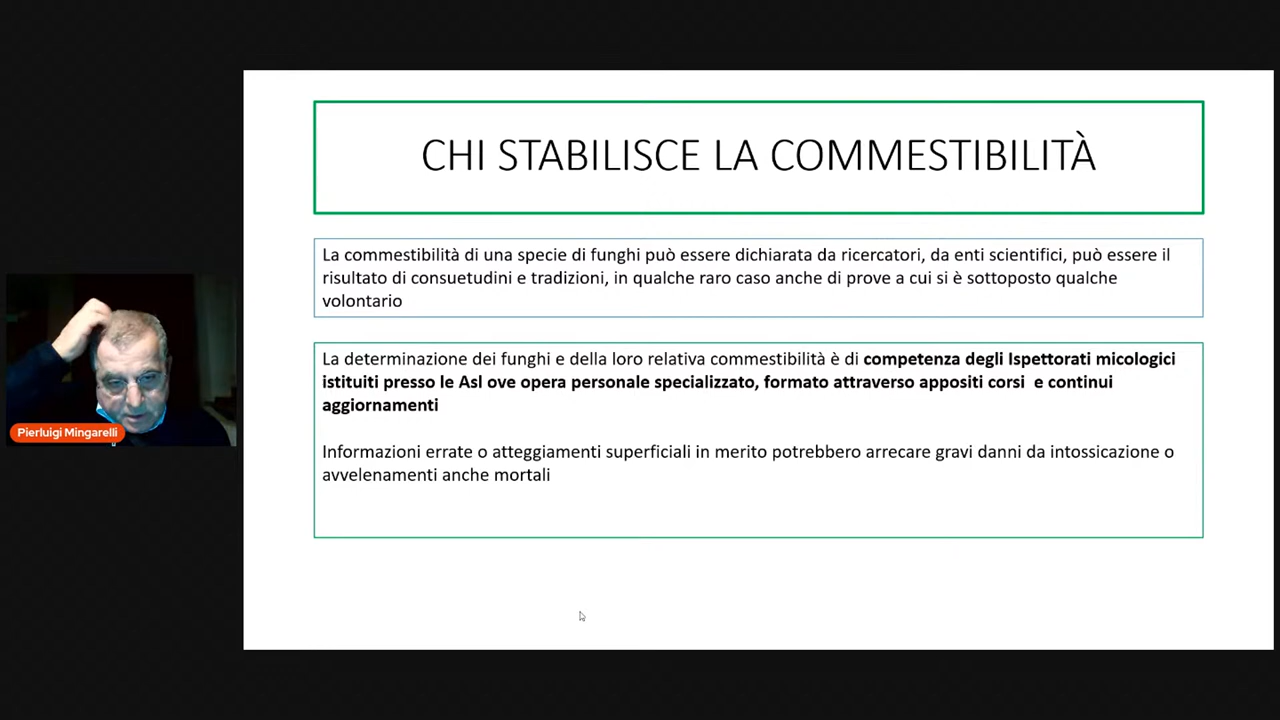 CHI STABILISCE LA COMMESTIBILITÀ
La commestibilità di una specie di funghi può essere dichiarata da ricercatori, da enti scientifici, può essere il
risultato di consuetudini e tradizioni, in qualche raro caso anche di prove a cui si è sottoposto qualche
volontario
La determinazione dei funghi e della loro relativa commestibilità è di competenza degli Ispettorati micologici
istituiti presso le Asl ove opera personale specializzato, formato attraverso appositi corsi e continui
aggiornamenti
Informazioni errate o atteggiamenti superficiali in merito potrebbero arrecare gravi danni da intossicazione o
avvelenamenti anche mortali
Pierluigi Mingarelli